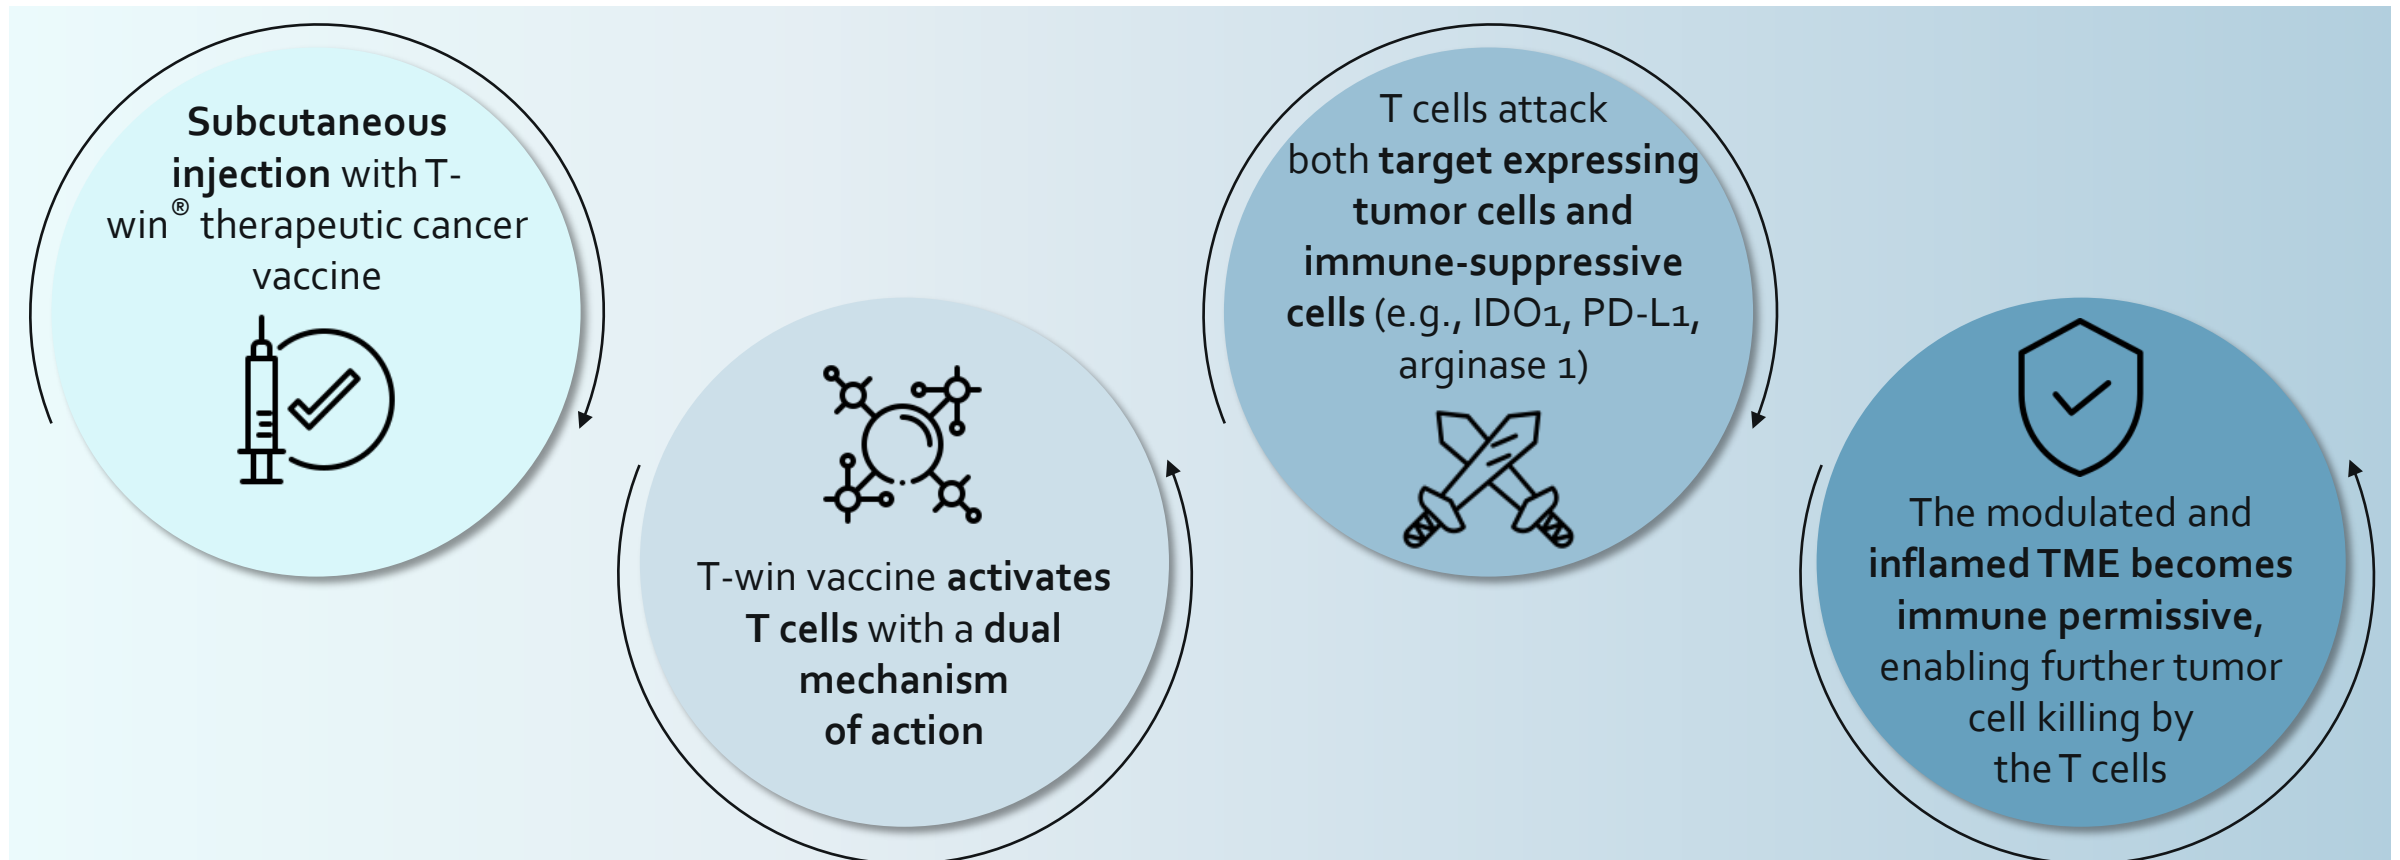 Subcutaneous
injection with T-
win® therapeutic cancer
vaccine
T-win vaccine activates
T cells with a dual
mechanism
of action
T cells attack
both target expressing
tumor cells and
immune-suppressive
cells (e.g., IDO1, PD-L1,
arginase 1)
The modulated and
inflamed TME becomes
immune permissive,
enabling further tumor
cell killing by
the T cells